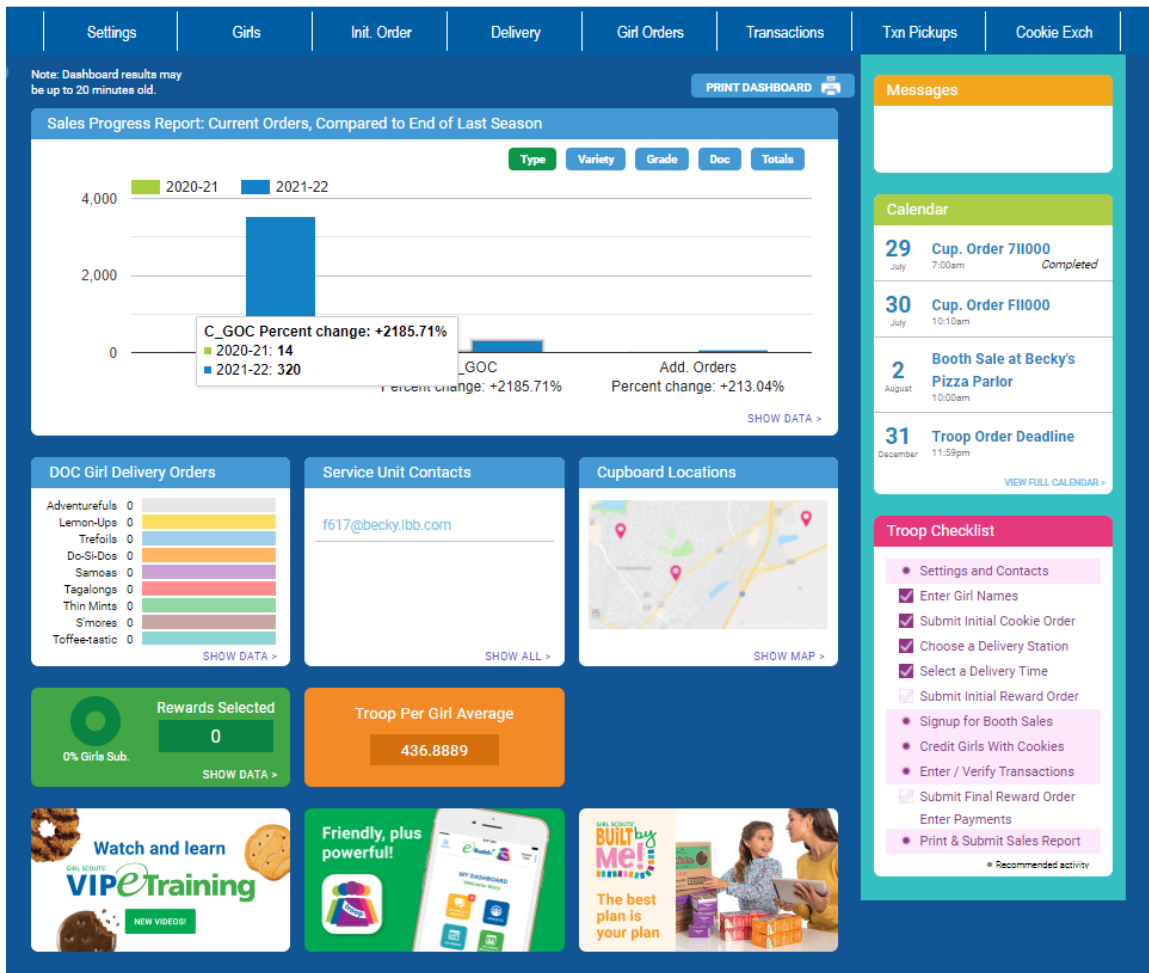 Settings
Girls
Init. Order
Delivery
Girl Orders
Transactions
Txn Pickups
Cookie Exch
Note: Dashboard results may
be up to 20 minutes old.
PRINT DASHBOARD
Sales Progress Report: Current Orders, Compared to End of Last Season
Type
Variety
Grade
Doc
Totals
2020-21
2021-22
4,000
2,000
0
C_GOC Percent change: +2185.71%
2020-21: 14
2021-22: 320
_GOC
Percent change: +2185.71%
Add. Orders
Percent change: +213.04%
SHOW DATA >
DOC Girl Delivery Orders
Adventurefuls 0
Lemon-Ups 0
Trefoils 0
Do-Si-Dos 0
Samoas 0
Tagalongs 0
Thin Mints 0
S'mores 0
Toffee-tastic 0
SHOW DATA >
Service Unit Contacts
f617@becky.lbb.com
SHOW ALL >
Cupboard Locations
SHOW MAP >
Rewards Selected
0
0% Girls Sub.
SHOW DATA >
Troop Per Girl Average
436.8889
Watch and learn
GIRL SCOUTS'
VIP eTraining
NEW VIDEOS!
Friendly, plus
powerful!
MY DASHBOARD
troop
GIRL SCOUTS'
BUiLT by
Me!
The best
plan is
your plan
Messages
Calendar
29
July
Cup. Order 7II000
7:00am
Completed
30
July
Cup. Order FII000
10:10am
2
August
Booth Sale at Becky's
Pizza Parlor
10:00am
31
December
Troop Order Deadline
11:59pm
VIEW FULL CALENDAR >
Troop Checklist
Settings and Contacts
Enter Girl Names
Submit Initial Cookie Order
Choose a Delivery Station
Select a Delivery Time
Submit Initial Reward Order
Signup for Booth Sales
Credit Girls With Cookies
Enter / Verify Transactions
Submit Final Reward Order
Enter Payments
Print & Submit Sales Report
Recommended activity